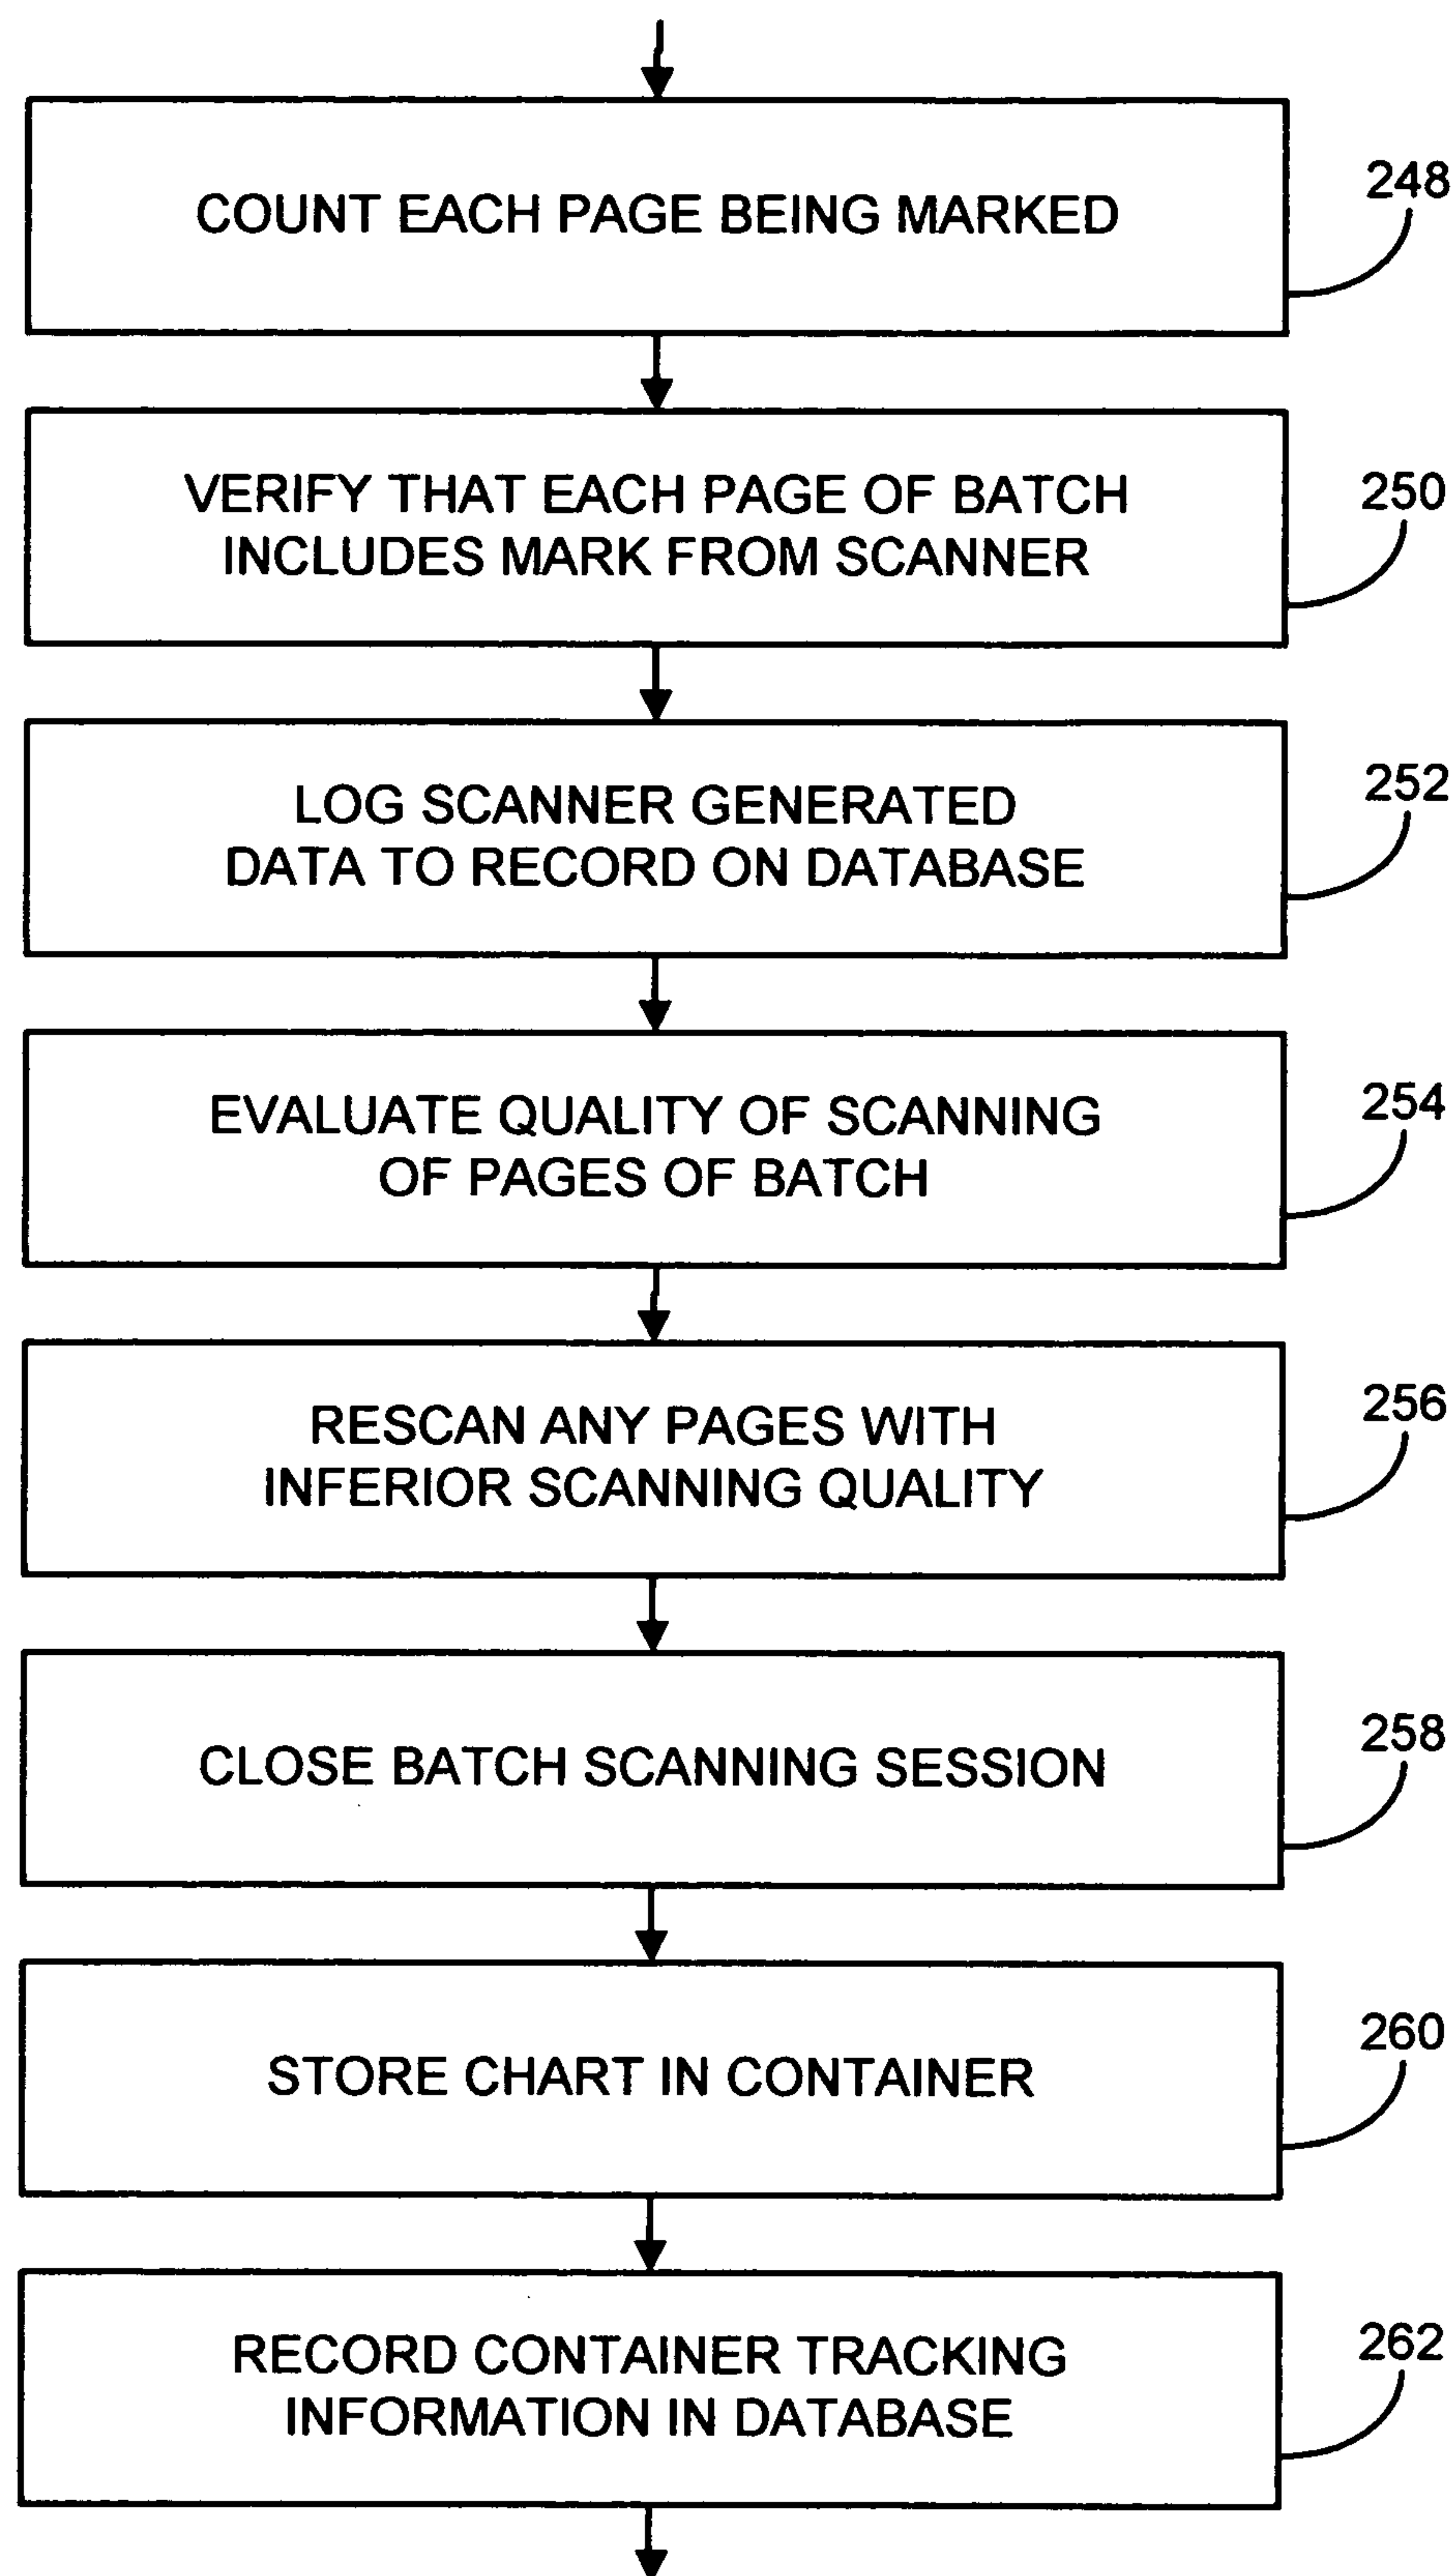 COUNT EACH PAGE BEING MARKED
248
VERIFY THAT EACH PAGE OF BATCH
INCLUDES MARK FROM SCANNER
250
LOG SCANNER GENERATED
DATA TO RECORD ON DATABASE
252
EVALUATE QUALITY OF SCANNING
OF PAGES OF BATCH
254
RESCAN ANY PAGES WITH
INFERIOR SCANNING QUALITY
256
CLOSE BATCH SCANNING SESSION
258
STORE CHART IN CONTAINER
260
RECORD CONTAINER TRACKING
INFORMATION IN DATABASE
262